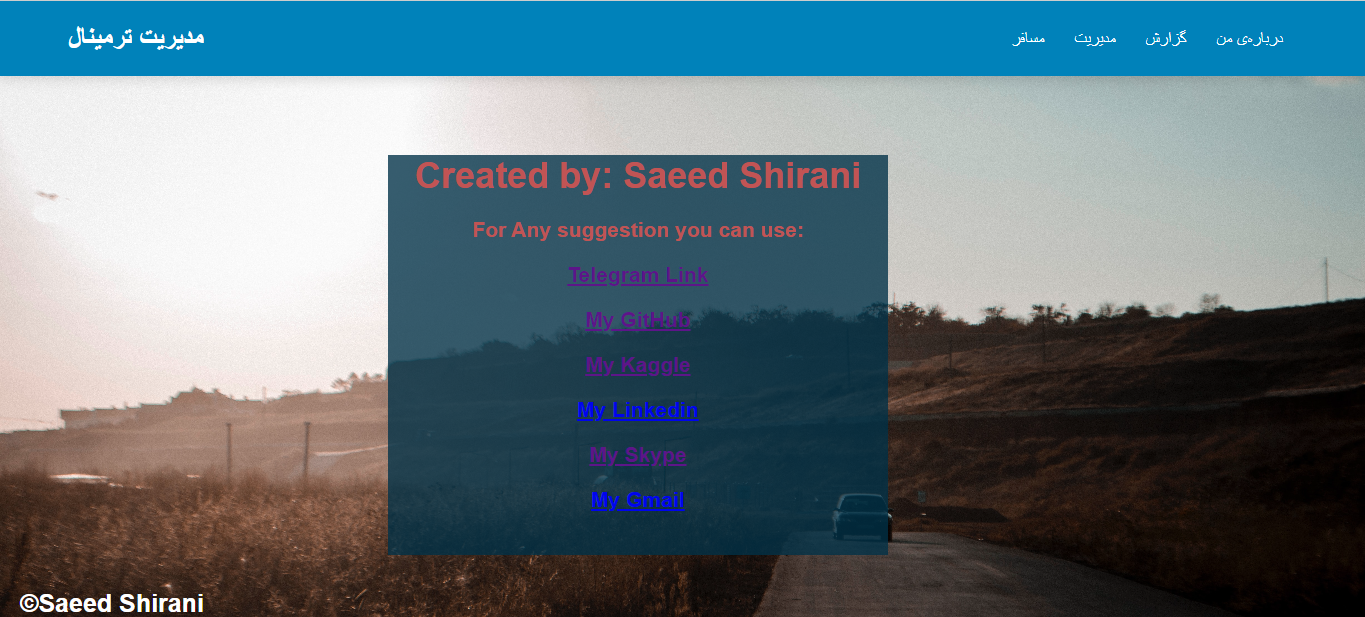 مدیریت ترمینال
درباره‌ی من
گزارش
مدیریت
مسافر
Created by: Saeed Shirani
For Any suggestion you can use:
Telegram Link
My GitHub
My Kaggle
My Linkedin
My Skype
My Gmail
©Saeed Shirani